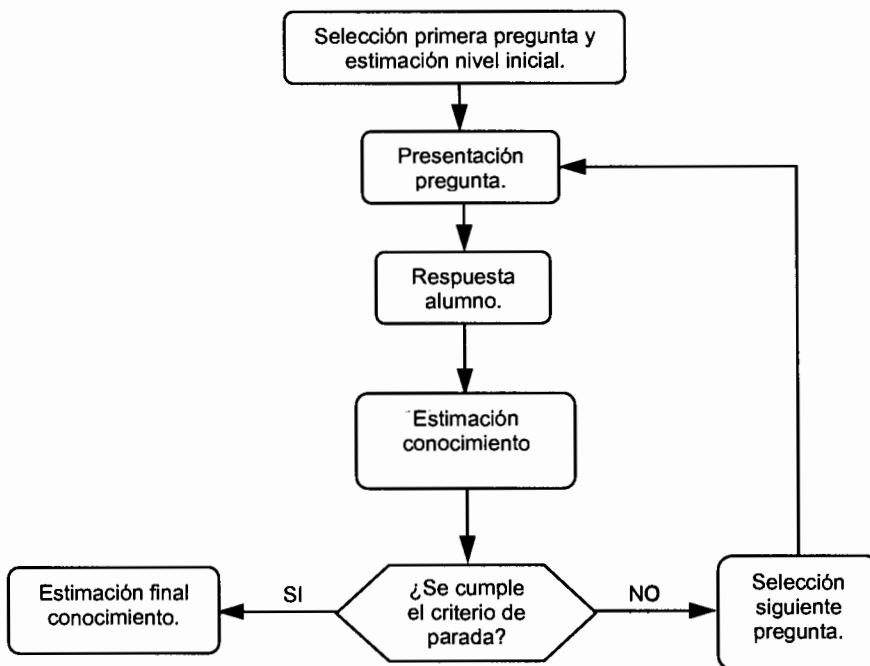 Selección primera pregunta y
estimación nivel inicial.
Presentación
pregunta.
Respuesta
alumno.
Estimación
conocimiento
¿Se cumple
el criterio de
parada?
SI
NO
Estimación final
conocimiento.
Selección
siguiente
pregunta.